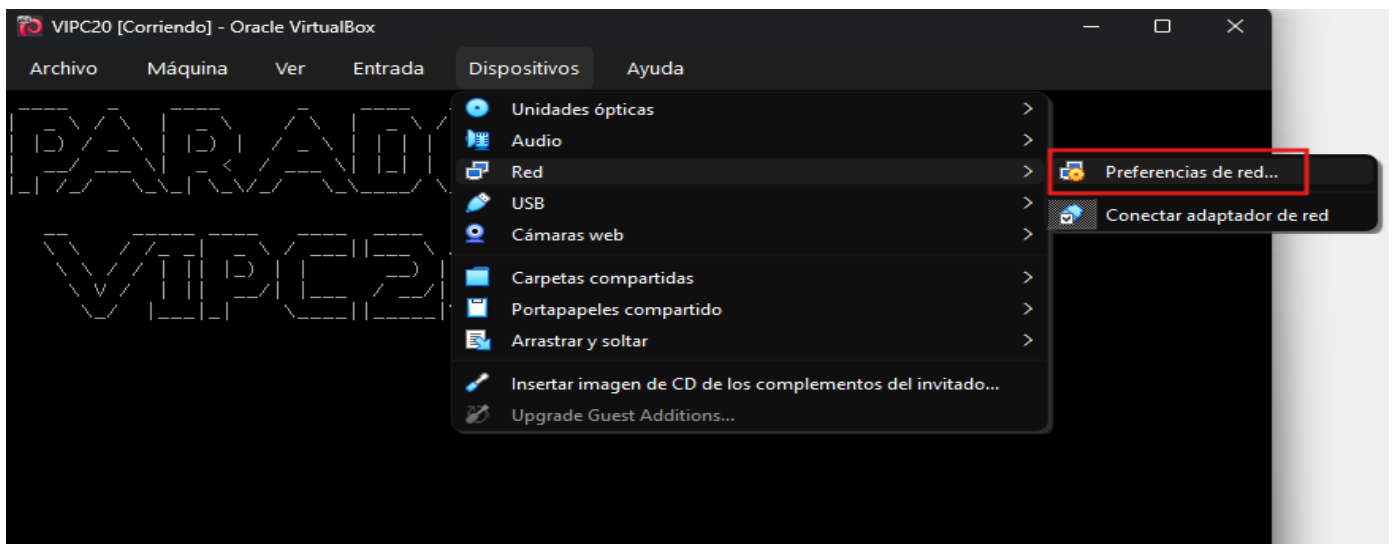 VIPC20 [Corriendo] - Oracle VirtualBox
Archivo Máquina Ver Entrada Dispositivos Ayuda
Unidades ópticas
Audio
Red
Preferencias de red...
USB
Conectar adaptador de red
Cámaras web
Carpetas compartidas
Portapapeles compartido
Arrastrar y soltar
Insertar imagen de CD de los complementos del invitado...
Upgrade Guest Additions...
PARAD
VIPC2